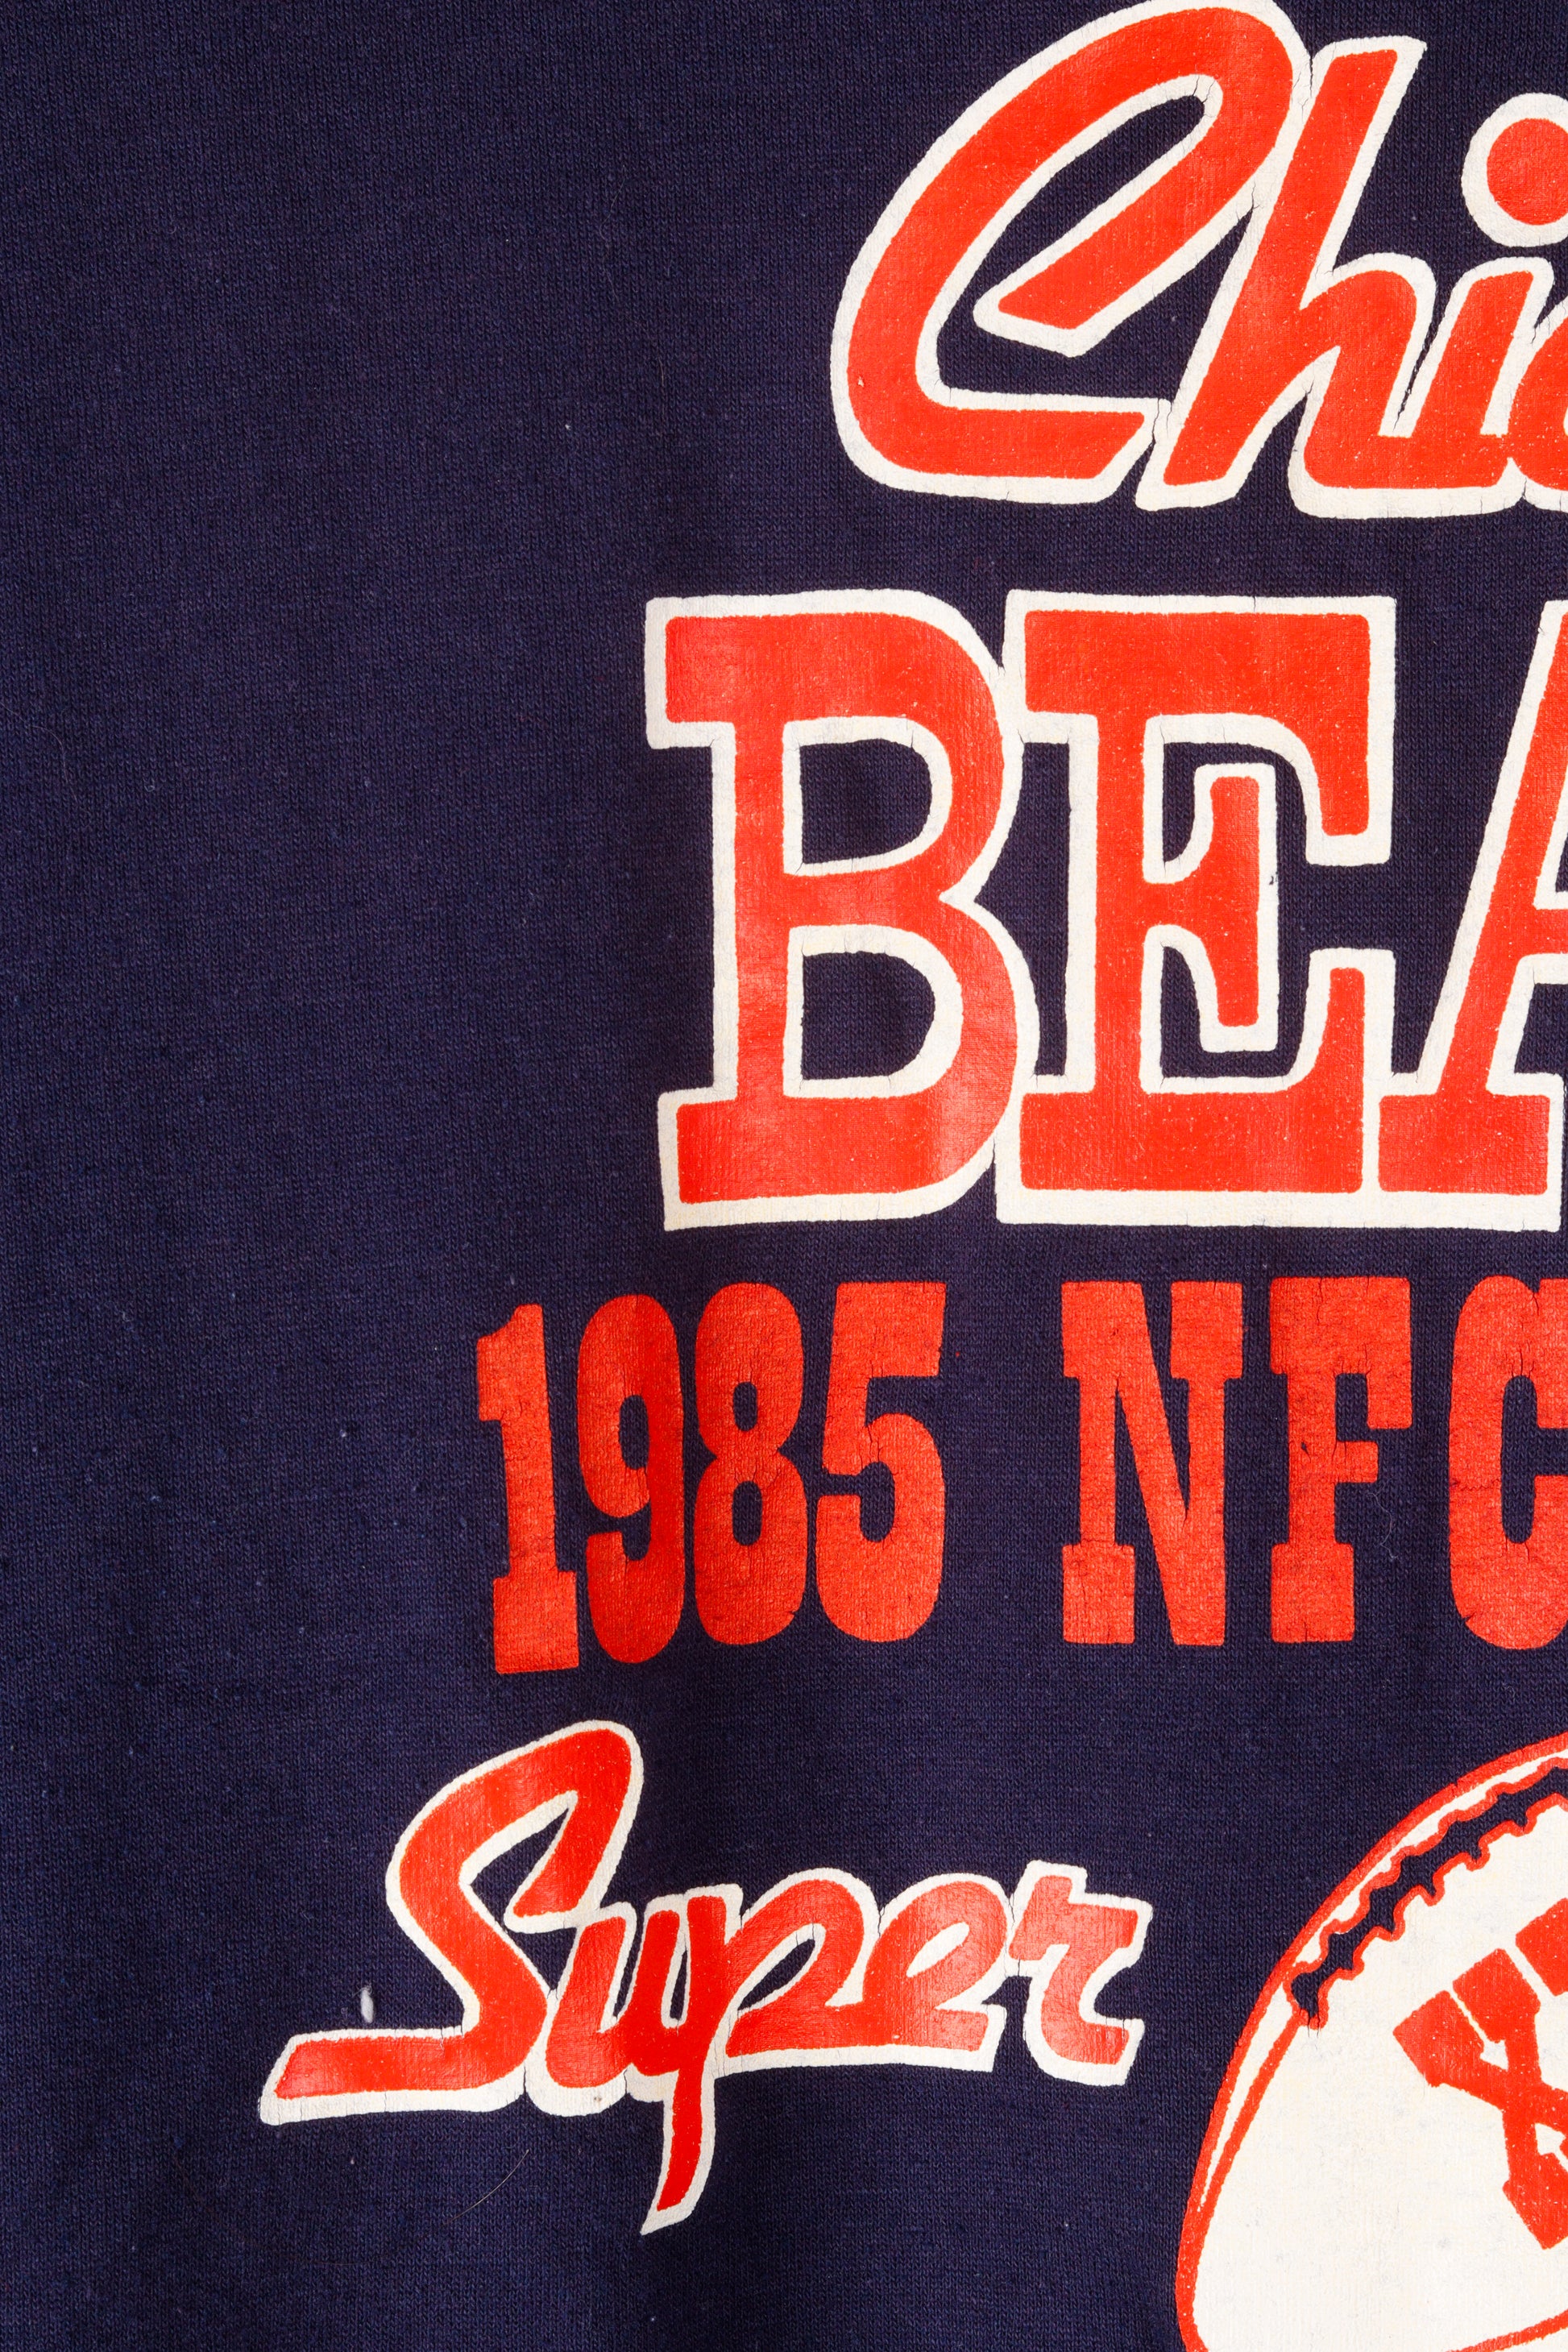 Chi
BEA
1985 NFC
Super
X